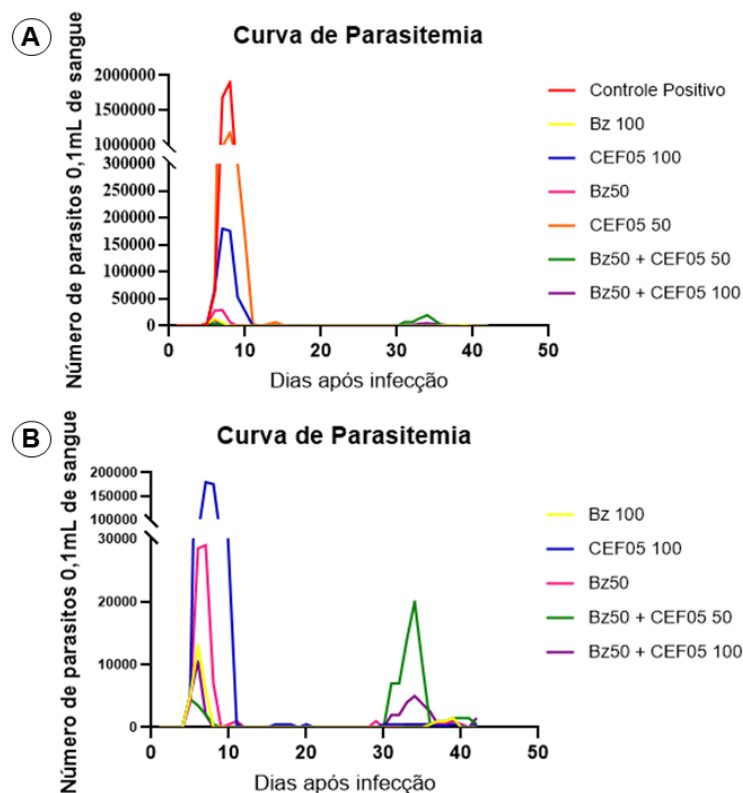 A
Curva de Parasitemia
Número de parasitos 0,1mL de sangue
2000000
1500000
1000000
300000
250000
200000
150000
100000
50000
0
0 10 20 30 40 50
Dias após infecção
Controle Positivo
Bz 100
CEF05 100
Bz50
CEF05 50
Bz50 + CEF05 50
Bz50 + CEF05 100
B
Curva de Parasitemia
Número de parasitos 0,1mL de sangue
200000
150000
100000
30000
20000
10000
0
0 10 20 30 40 50
Dias após infecção
Bz 100
CEF05 100
Bz50
Bz50 + CEF05 50
Bz50 + CEF05 100